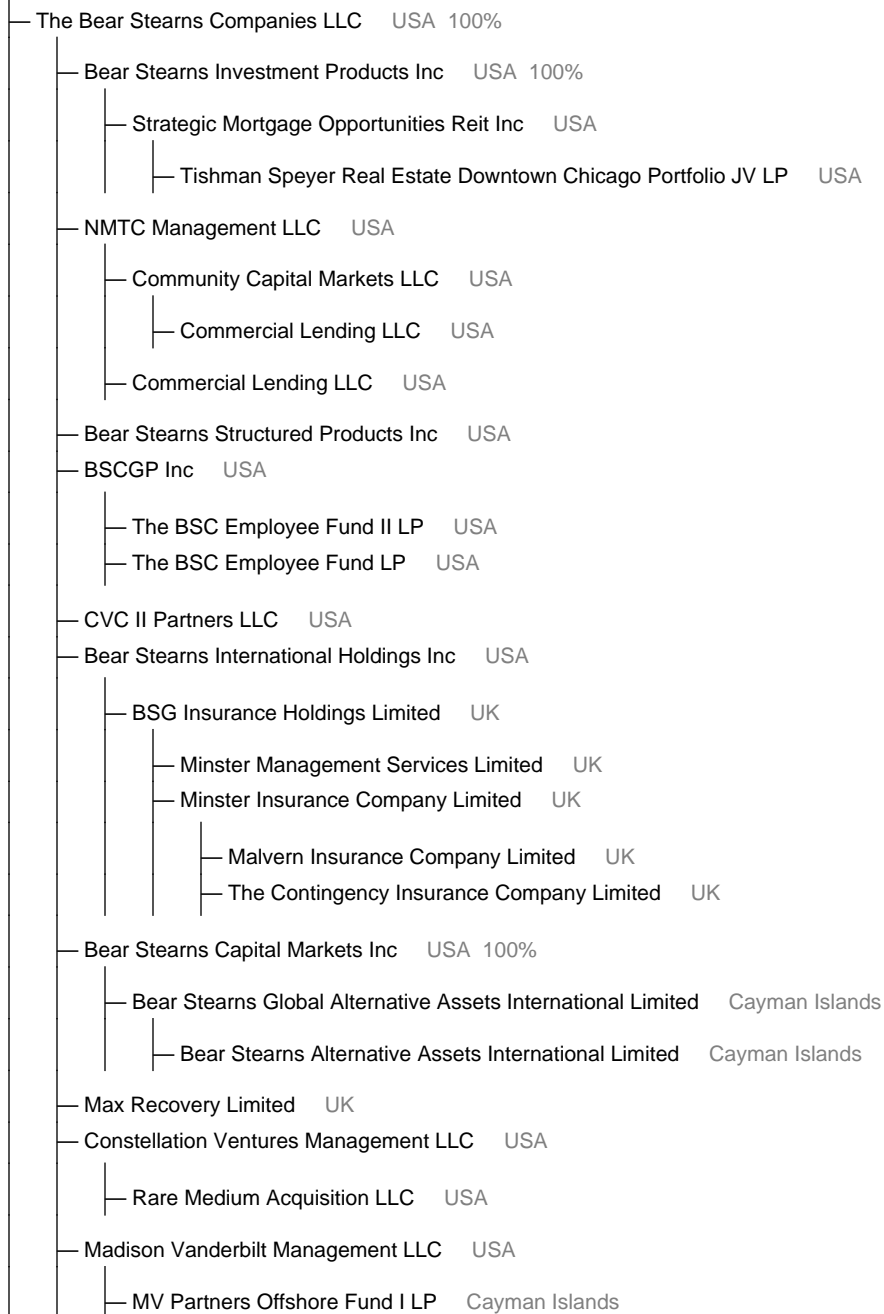 The Bear Stearns Companies LLC USA 100%
Bear Stearns Investment Products Inc USA 100%
Strategic Mortgage Opportunities Reit Inc USA
Tishman Speyer Real Estate Downtown Chicago Portfolio JV LP USA
NMTC Management LLC USA
Community Capital Markets LLC USA
Commercial Lending LLC USA
Commercial Lending LLC USA
Bear Stearns Structured Products Inc USA
BSCGP Inc USA
The BSC Employee Fund II LP USA
The BSC Employee Fund LP USA
CVC II Partners LLC USA
Bear Stearns International Holdings Inc USA
BSG Insurance Holdings Limited UK
Minster Management Services Limited UK
Minster Insurance Company Limited UK
Malvern Insurance Company Limited UK
The Contingency Insurance Company Limited UK
Bear Stearns Capital Markets Inc USA 100%
Bear Stearns Global Alternative Assets International Limited Cayman Islands
Bear Stearns Alternative Assets International Limited Cayman Islands
Max Recovery Limited UK
Constellation Ventures Management LLC USA
Rare Medium Acquisition LLC USA
Madison Vanderbilt Management LLC USA
MV Partners Offshore Fund I LP Cayman Islands